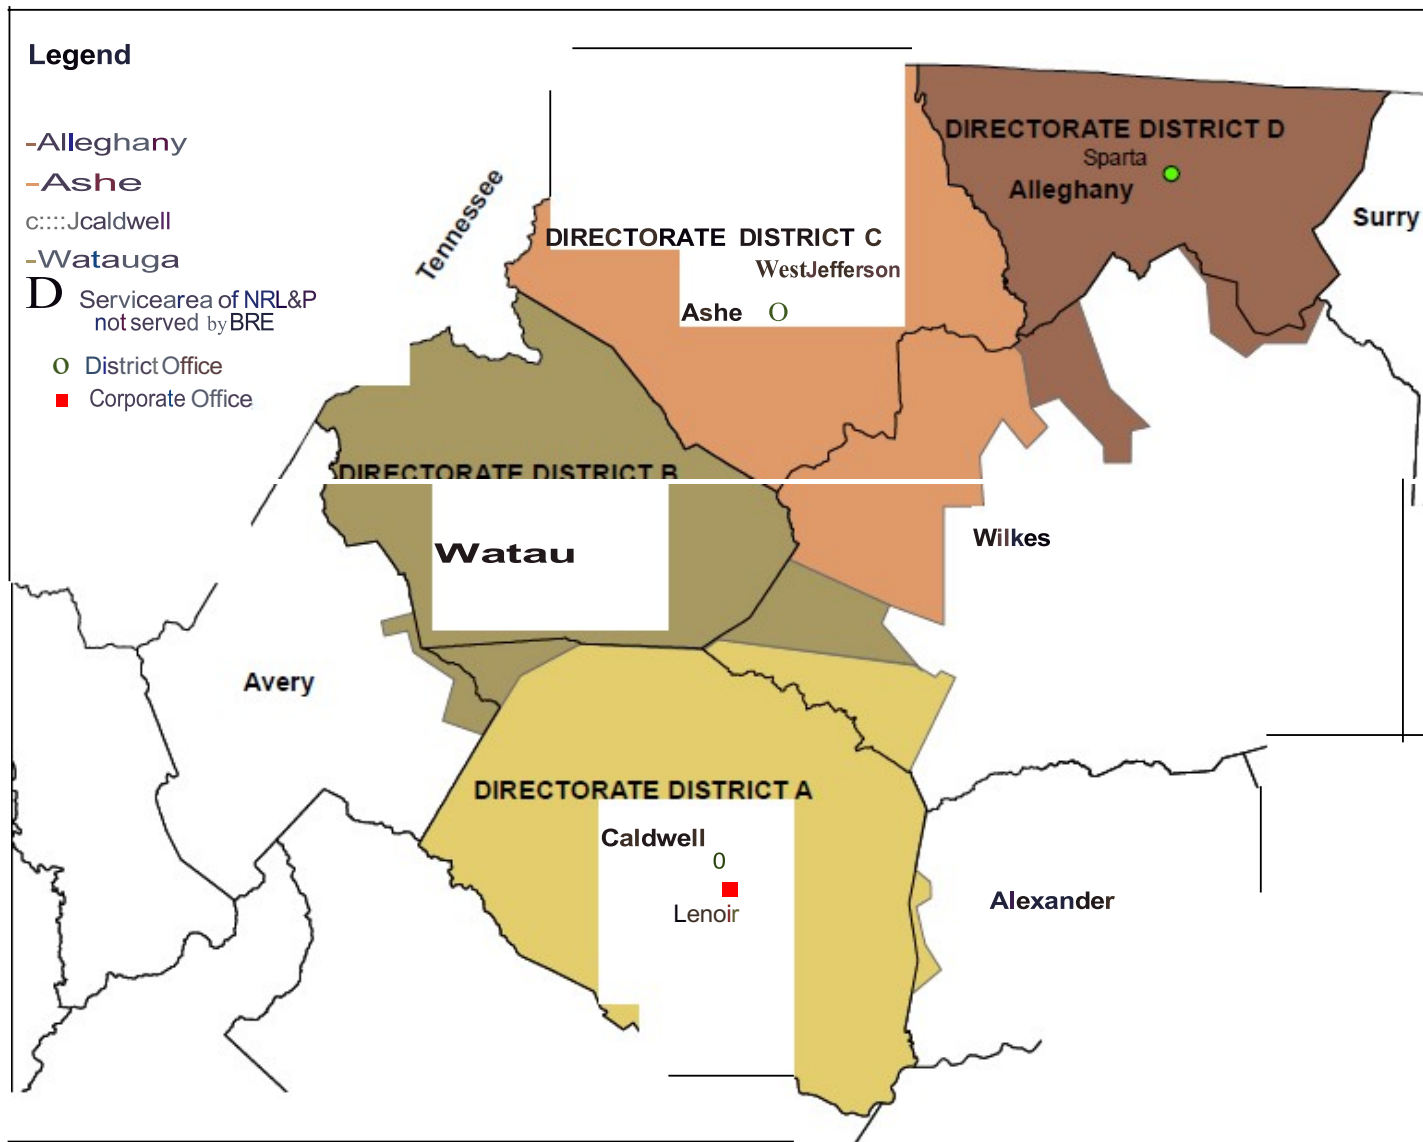 Legend
-Alleghany
-Ashe
c::::Jcaldwell
-Watauga
D Servicearea of NRL&P
not served by BRE
o District Office
Corporate Office
Tennessee
DIRECTORATE DISTRICT D
Sparta
Alleghany
Surry
DIRECTORATE DISTRICT C
WestJefferson
Ashe O
DIRECTORATE DISTRICT B
Watau
Wilkes
Avery
DIRECTORATE DISTRICT A
Caldwell
0
Lenoir
Alexander